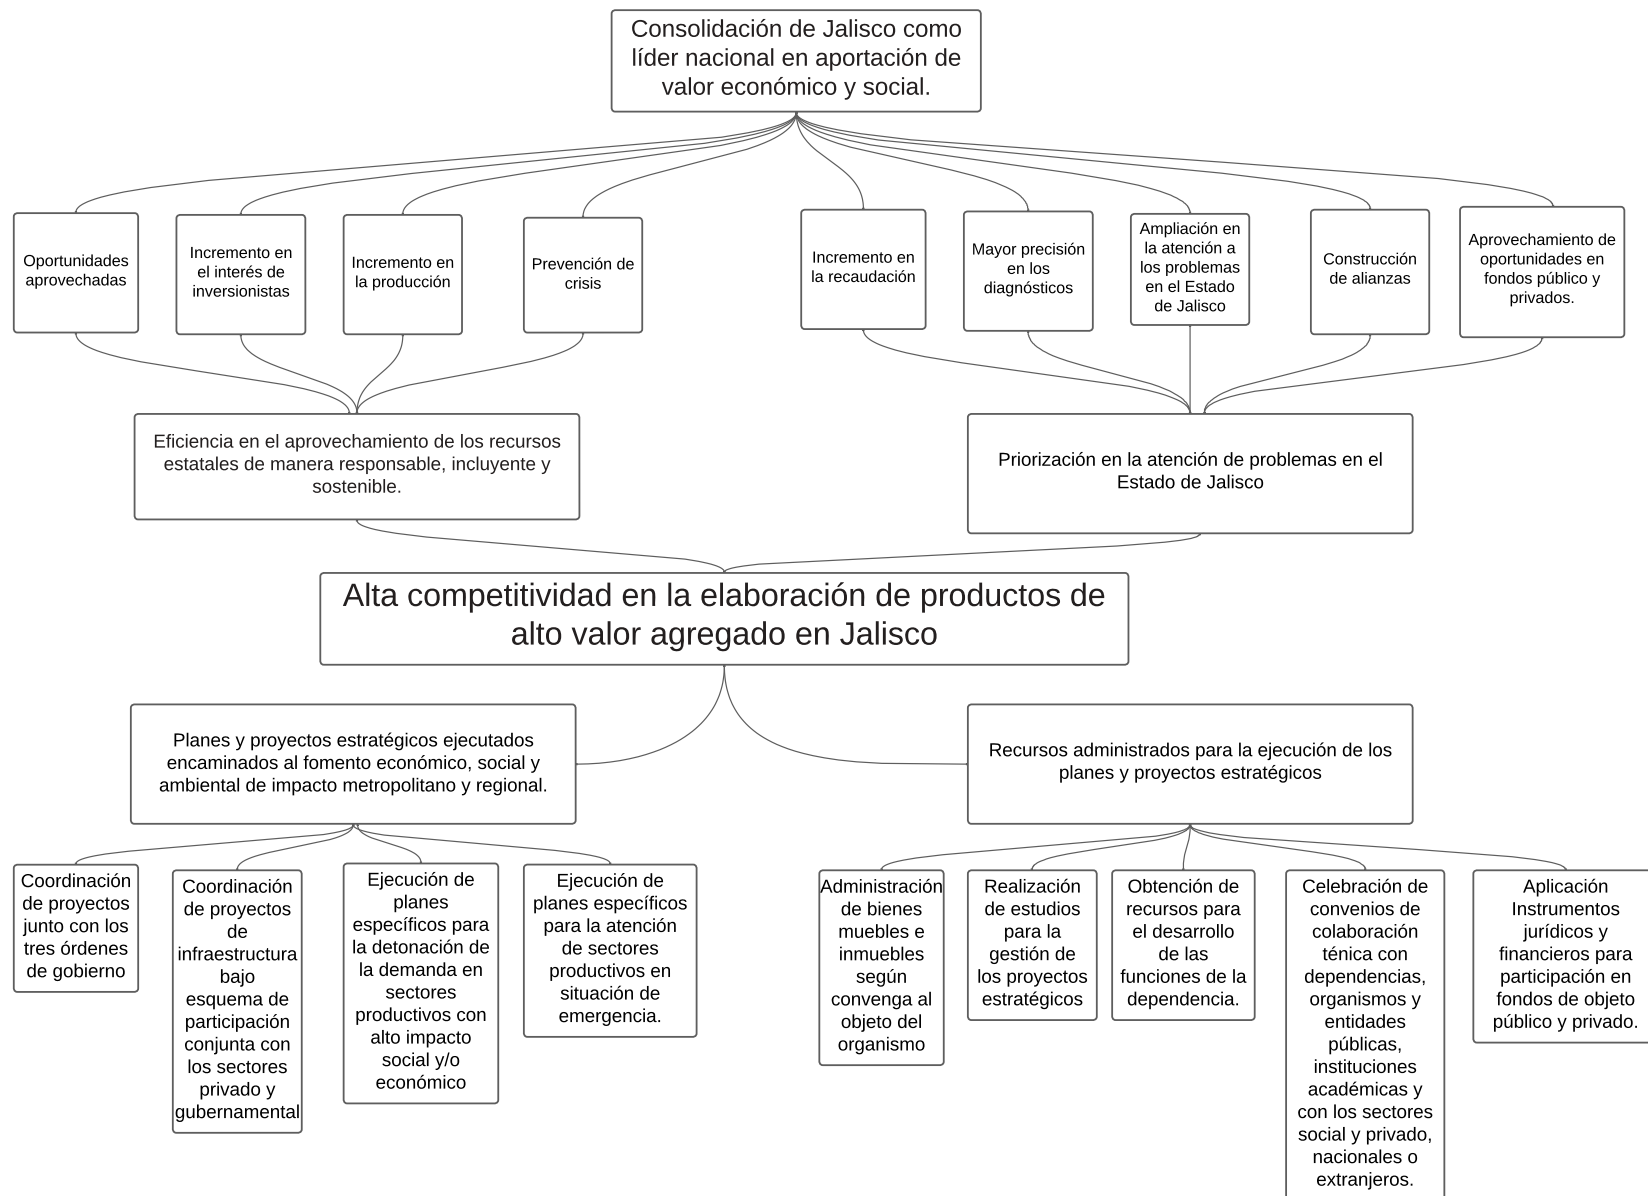 Consolidación de Jalisco como
líder nacional en aportación de
valor económico y social.
Oportunidades
aprovechadas
Incremento en
el interés de
inversionistas
Incremento en
la producción
Prevención de
crisis
Incremento en
la recaudación
Mayor precisión
en los
diagnósticos
Ampliación en
la atención a
los problemas
en el Estado
de Jalisco
Construcción
de alianzas
Aprovechamiento de
oportunidades en
fondos público y
privados.
Eficiencia en el aprovechamiento de los recursos
estatales de manera responsable, incluyente y
sostenible.
Priorización en la atención de problemas en el
Estado de Jalisco
Alta competitividad en la elaboración de productos de
alto valor agregado en Jalisco
Planes y proyectos estratégicos ejecutados
encaminados al fomento económico, social y
ambiental de impacto metropolitano y regional.
Recursos administrados para la ejecución de los
planes y proyectos estratégicos
Coordinación
de proyectos
junto con los
tres órdenes
de gobierno
Coordinación
de proyectos
de
infraestructura
bajo
esquema de
participación
conjunta con
los sectores
privado y
gubernamental
Ejecución de
planes
específicos para
la detonación de
la demanda en
sectores
productivos con
alto impacto
social y/o
económico
Ejecución de
planes específicos
para la atención
de sectores
productivos en
situación de
emergencia.
Administración
de bienes
muebles e
inmuebles
según
convenga al
objeto del
organismo
Realización
de estudios
para la
gestión de
los proyectos
estratégicos
Obtención de
recursos para
el desarrollo
de las
funciones de la
dependencia.
Celebración de
convenios de
colaboración
ténica con
dependencias,
organismos y
entidades
públicas,
instituciones
académicas y
con los sectores
social y privado,
nacionales o
extranjeros.
Aplicación
Instrumentos
jurídicos y
financieros para
participación en
fondos de objeto
público y privado.